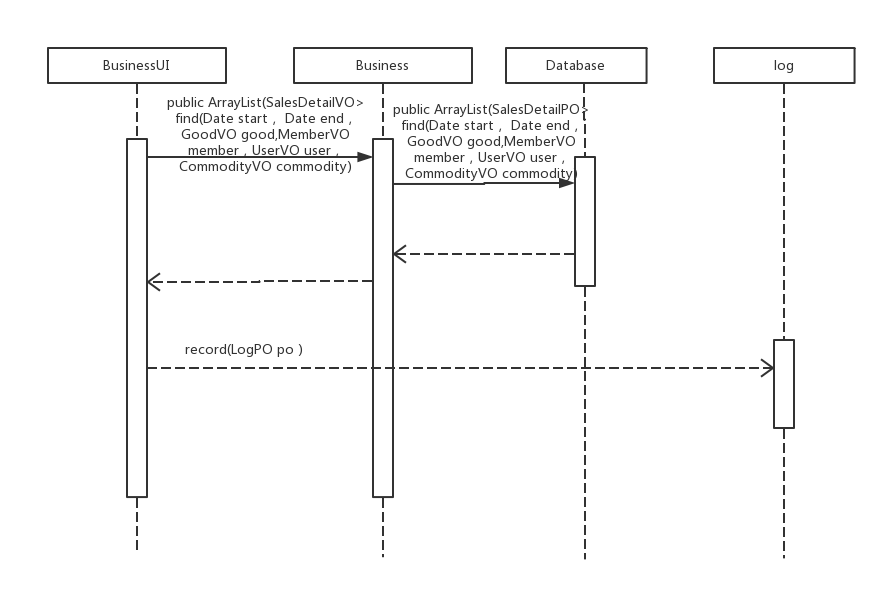 BusinessUI
Business
Database
log
public ArrayList(SalesDetailVO>
find(Date start , Date end ,
GoodVO good,MemberVO
member , UserVO user ,
CommodityVO commodity)
public ArrayList(SalesDetailPO>
find(Date start , Date end ,
GoodVO good,MemberVO
member , UserVO user ,
CommodityVO commodity)
record(LogPO po )